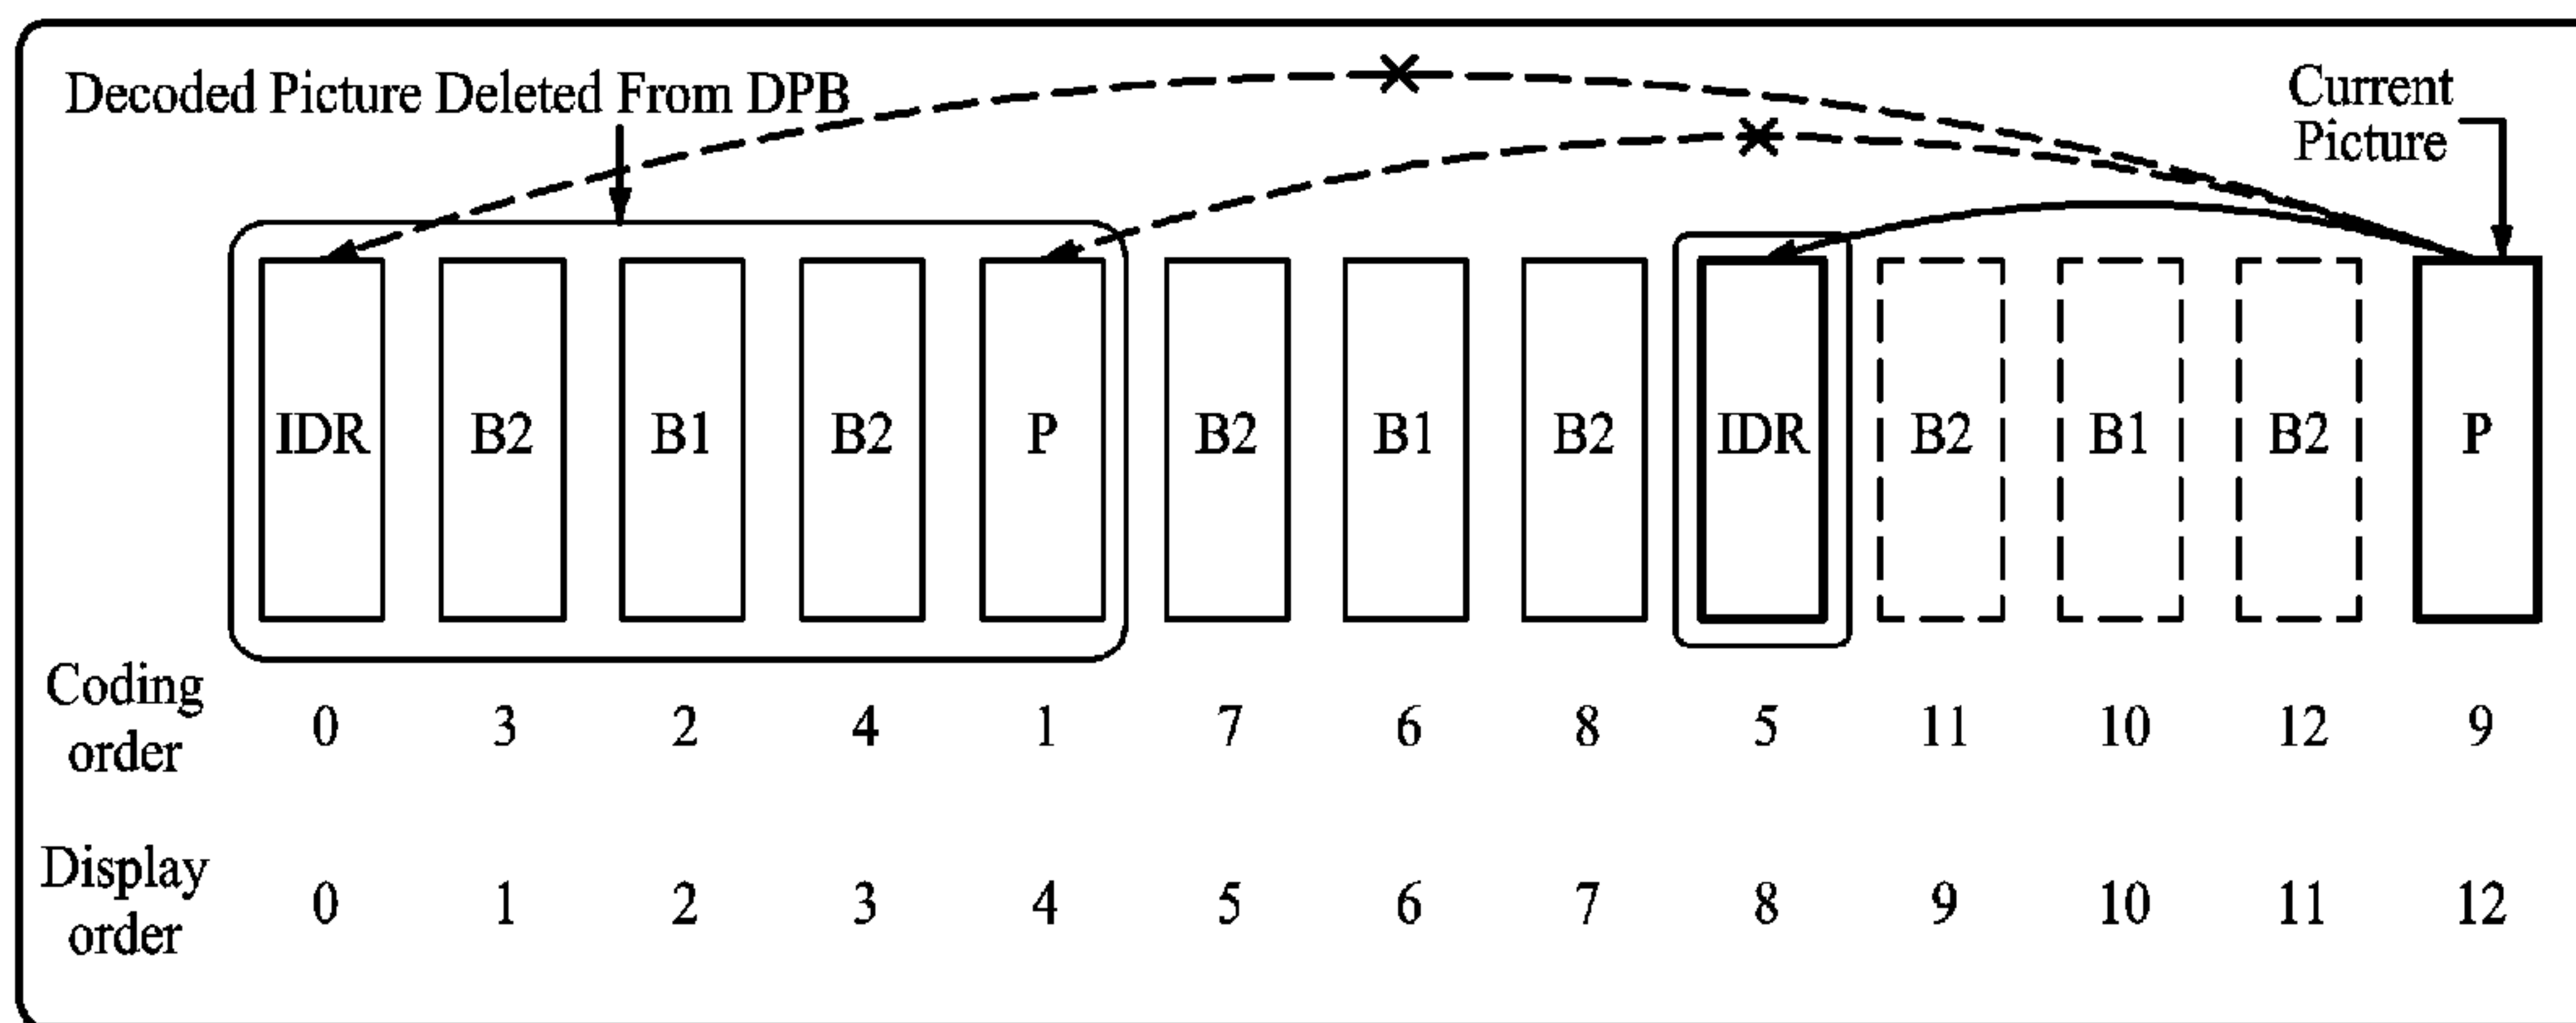 Decoded Picture Deleted From DPB
Current
Picture
IDR B2 B1 B2 P B2 B1 B2 IDR B2 B1 B2 P
Coding
order
0 3 2 4 1 7 6 8 5 11 10 12 9
Display
order
0 1 2 3 4 5 6 7 8 9 10 11 12